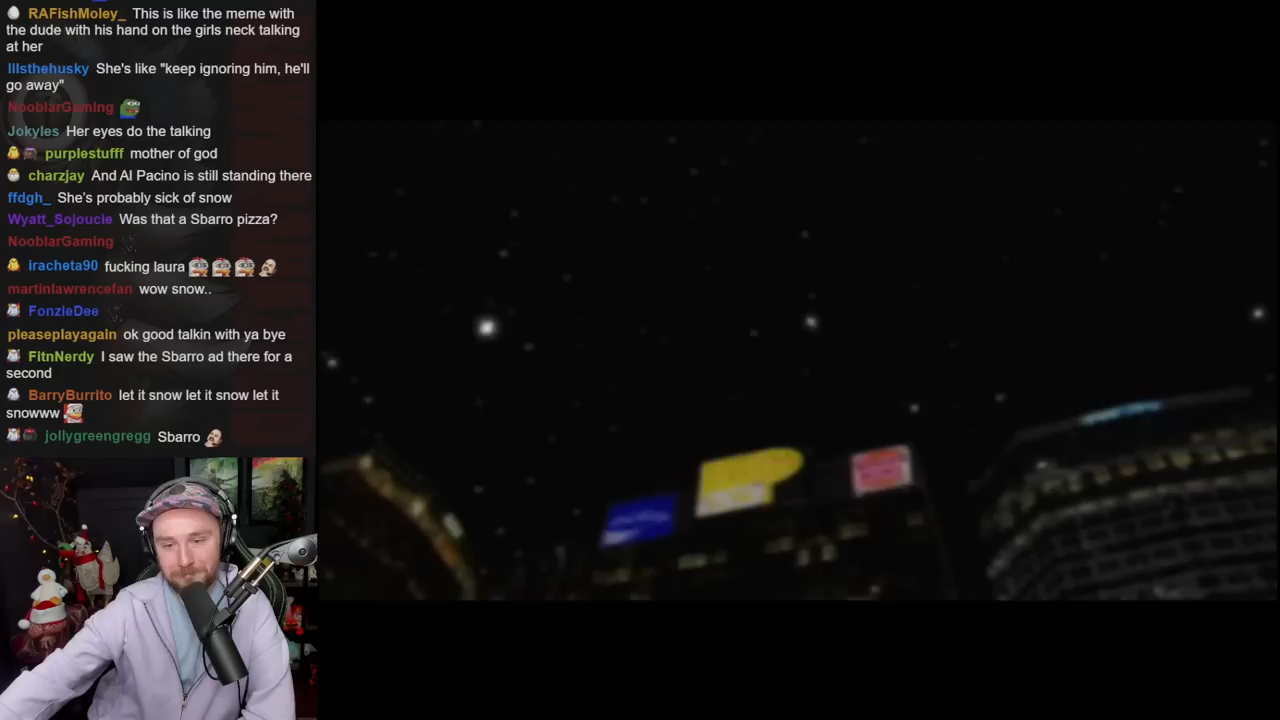 RAFishMoley_ This is like the meme with
the dude with his hand on the girls neck talking
at her
lllsthehusky She's like "keep ignoring him, he'll
go away"
NooblarGaming
Jokyles Her eyes do the talking
purplestufff mother of god
charzjay And Al Pacino is still standing there
ffdgh_ She's probably sick of snow
Wyatt_Sojoucie Was that a Sbarro pizza?
NooblarGaming
iracheta90 fucking laura
martinlawrencefan wow snow..
FonzieDee
pleaseplayagain ok good talkin with ya bye
FitnNerdy I saw the Sbarro ad there for a
second
BarryBurrito let it snow let it snow let it
snowww
jollygreengregg Sbarro